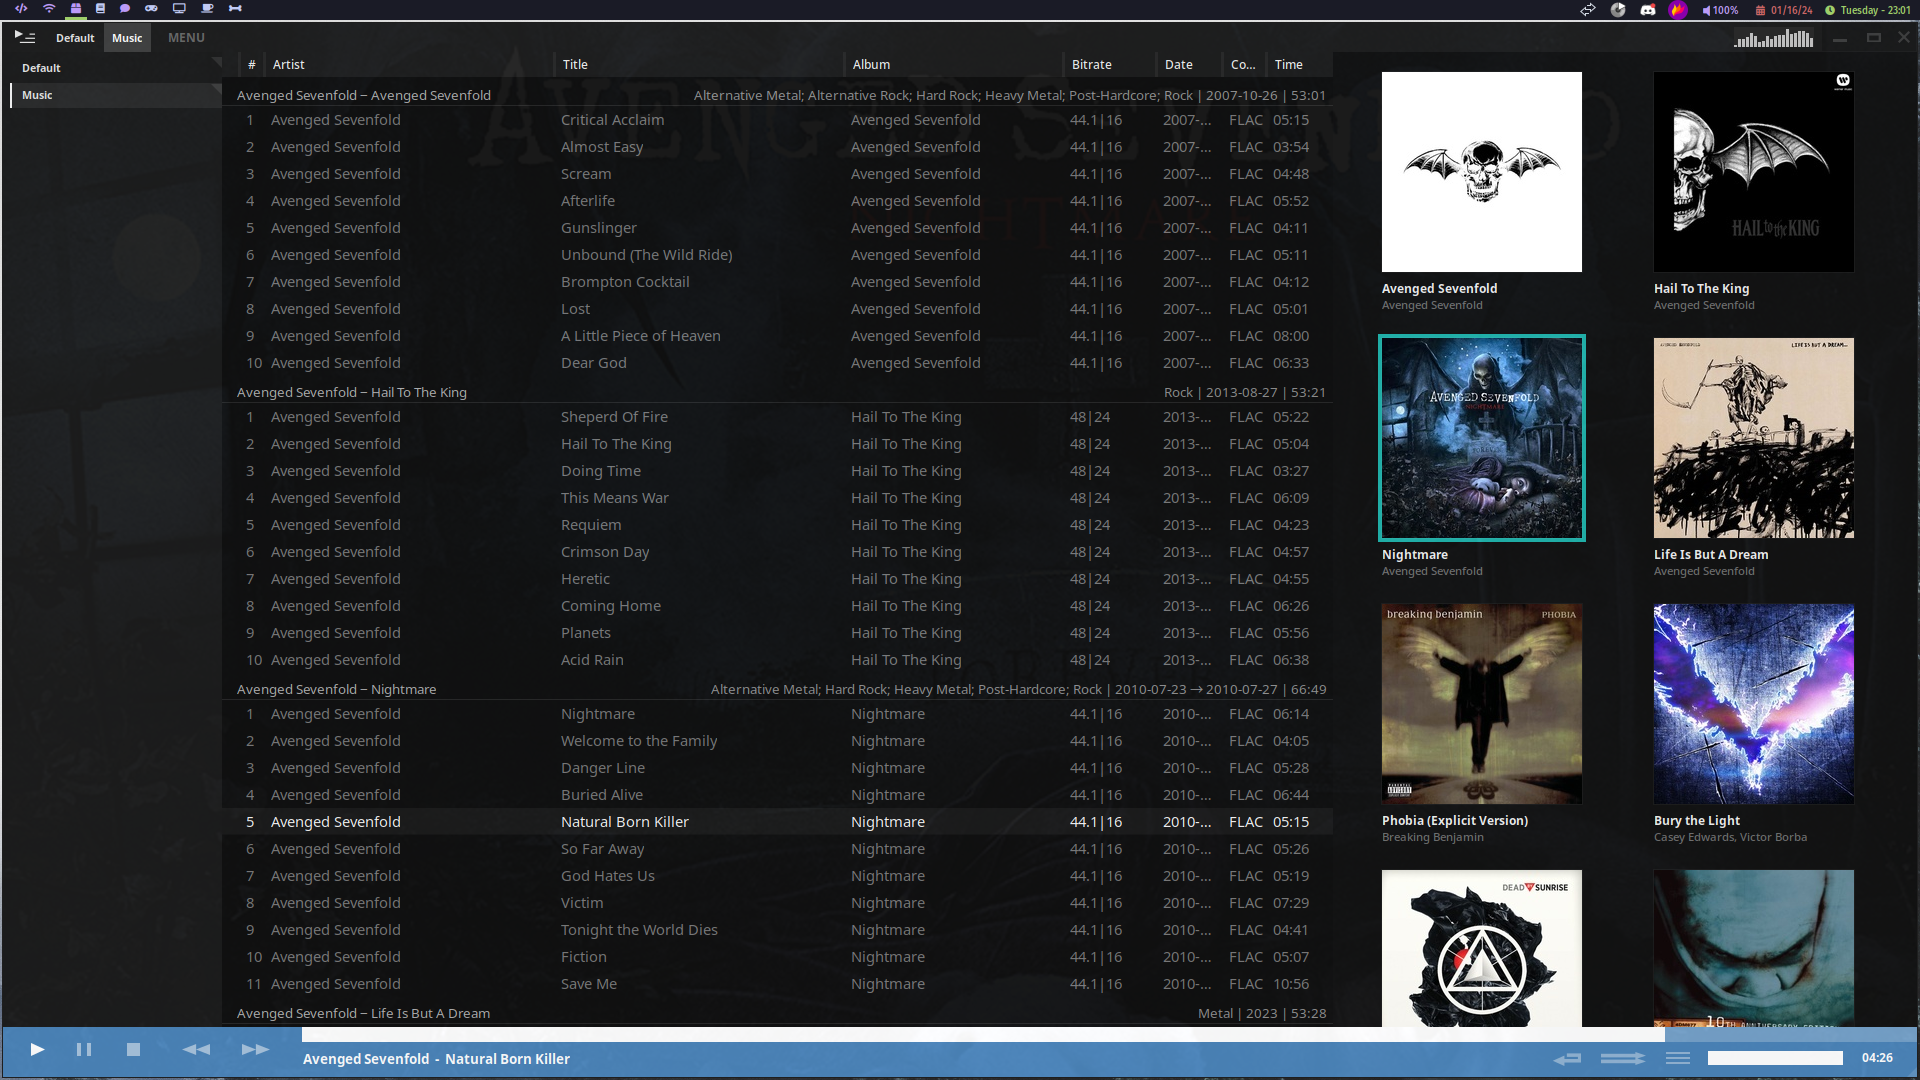 100% 01/16/24 Tuesday - 23:01
Default Music MENU
Default
Music
# Artist Title Album Bitrate Date Co... Time
Avenged Sevenfold – Avenged Sevenfold Alternative Metal; Alternative Rock; Hard Rock; Heavy Metal; Post-Hardcore; Rock | 2007-10-26 | 53:01
1 Avenged Sevenfold Critical Acclaim Avenged Sevenfold 44.1|16 2007-... FLAC 05:15
2 Avenged Sevenfold Almost Easy Avenged Sevenfold 44.1|16 2007-... FLAC 03:54
3 Avenged Sevenfold Scream Avenged Sevenfold 44.1|16 2007-... FLAC 04:48
4 Avenged Sevenfold Afterlife Avenged Sevenfold 44.1|16 2007-... FLAC 05:52
5 Avenged Sevenfold Gunslinger Avenged Sevenfold 44.1|16 2007-... FLAC 04:11
6 Avenged Sevenfold Unbound (The Wild Ride) Avenged Sevenfold 44.1|16 2007-... FLAC 05:11
7 Avenged Sevenfold Brompton Cocktail Avenged Sevenfold 44.1|16 2007-... FLAC 04:12
8 Avenged Sevenfold Lost Avenged Sevenfold 44.1|16 2007-... FLAC 05:01
9 Avenged Sevenfold A Little Piece of Heaven Avenged Sevenfold 44.1|16 2007-... FLAC 08:00
10 Avenged Sevenfold Dear God Avenged Sevenfold 44.1|16 2007-... FLAC 06:33
Avenged Sevenfold – Hail To The King Rock | 2013-08-27 | 53:21
1 Avenged Sevenfold Sheperd Of Fire Hail To The King 48|24 2013-... FLAC 05:22
2 Avenged Sevenfold Hail To The King Hail To The King 48|24 2013-... FLAC 05:04
3 Avenged Sevenfold Doing Time Hail To The King 48|24 2013-... FLAC 03:27
4 Avenged Sevenfold This Means War Hail To The King 48|24 2013-... FLAC 06:09
5 Avenged Sevenfold Requiem Hail To The King 48|24 2013-... FLAC 04:23
6 Avenged Sevenfold Crimson Day Hail To The King 48|24 2013-... FLAC 04:57
7 Avenged Sevenfold Heretic Hail To The King 48|24 2013-... FLAC 04:55
8 Avenged Sevenfold Coming Home Hail To The King 48|24 2013-... FLAC 06:26
9 Avenged Sevenfold Planets Hail To The King 48|24 2013-... FLAC 05:56
10 Avenged Sevenfold Acid Rain Hail To The King 48|24 2013-... FLAC 06:38
Avenged Sevenfold – Nightmare Alternative Metal; Hard Rock; Heavy Metal; Post-Hardcore; Rock | 2010-07-23 → 2010-07-27 | 66:49
1 Avenged Sevenfold Nightmare Nightmare 44.1|16 2010-... FLAC 06:14
2 Avenged Sevenfold Welcome to the Family Nightmare 44.1|16 2010-... FLAC 04:05
3 Avenged Sevenfold Danger Line Nightmare 44.1|16 2010-... FLAC 05:28
4 Avenged Sevenfold Buried Alive Nightmare 44.1|16 2010-... FLAC 06:44
5 Avenged Sevenfold Natural Born Killer Nightmare 44.1|16 2010-... FLAC 05:15
6 Avenged Sevenfold So Far Away Nightmare 44.1|16 2010-... FLAC 05:26
7 Avenged Sevenfold God Hates Us Nightmare 44.1|16 2010-... FLAC 05:19
8 Avenged Sevenfold Victim Nightmare 44.1|16 2010-... FLAC 07:29
9 Avenged Sevenfold Tonight the World Dies Nightmare 44.1|16 2010-... FLAC 04:41
10 Avenged Sevenfold Fiction Nightmare 44.1|16 2010-... FLAC 05:07
11 Avenged Sevenfold Save Me Nightmare 44.1|16 2010-... FLAC 10:56
Avenged Sevenfold – Life Is But A Dream Metal | 2023 | 53:28
HAIL to the KING
Avenged Sevenfold
Avenged Sevenfold
Hail To The King
Avenged Sevenfold
AVENGED SEVENFOLD
NIGHTMARE
FOREVER
AVENGED SEVENFOLD LIFE IS BUT A DREAM...
Nightmare
Avenged Sevenfold
Life Is But A Dream
Avenged Sevenfold
breaking benjamin PHOBIA
Phobia (Explicit Version)
Breaking Benjamin
Bury the Light
Casey Edwards, Victor Borba
DEAD BY SUNRISE
10TH ANNIVERSARY EDITION
Avenged Sevenfold - Natural Born Killer
04:26